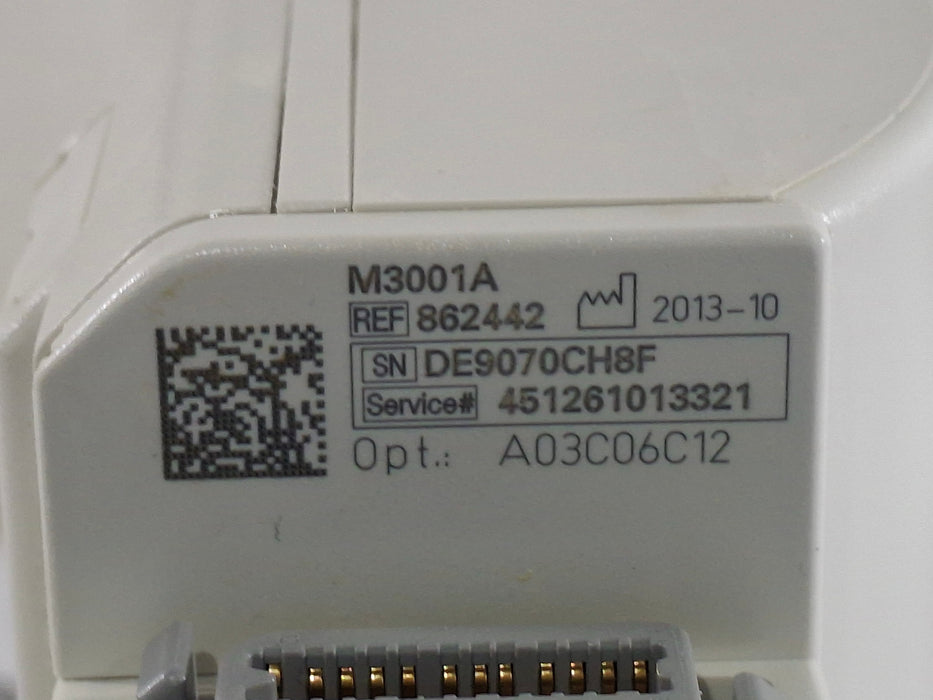 M3001A
REF 862442 2013-10
SN DE9070CH8F
Service# 451261013321
Opt.: A03C06C12